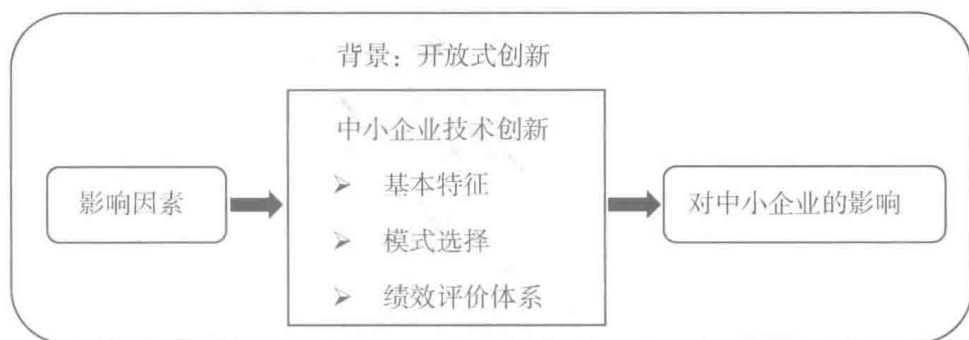 背景：开放式创新
中小企业技术创新
影响因素
➢ 基本特征
对中小企业的影响
➢ 模式选择
➢ 绩效评价体系